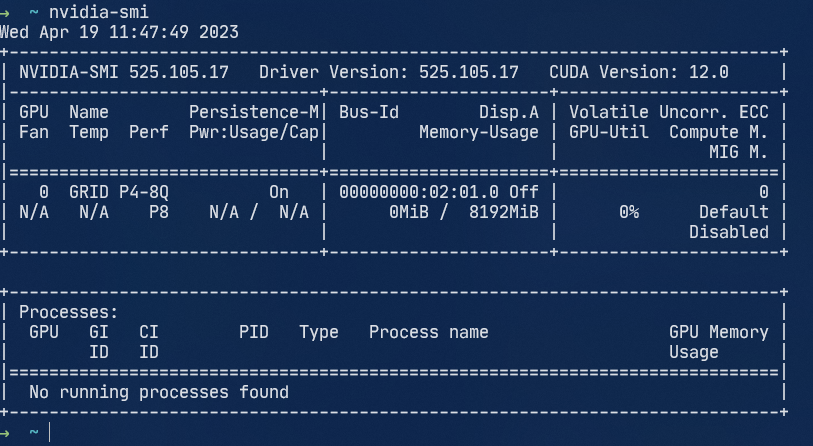 →  ~ nvidia-smi
Wed Apr 19 11:47:49 2023
+-----------------------------------------------------------------------------+
| NVIDIA-SMI 525.105.17   Driver Version: 525.105.17   CUDA Version: 12.0     |
|-------------------------------+----------------------+----------------------+
| GPU  Name        Persistence-M| Bus-Id        Disp.A | Volatile Uncorr. ECC |
| Fan  Temp  Perf  Pwr:Usage/Cap|         Memory-Usage | GPU-Util  Compute M. |
|                               |                      |               MIG M. |
|===============================+======================+======================|
|   0  GRID P4-8Q          On   | 00000000:02:01.0 Off |                    0 |
| N/A   N/A    P8    N/A /  N/A |      0MiB /  8192MiB |      0%      Default |
|                               |                      |             Disabled |
+-------------------------------+----------------------+----------------------+

+-----------------------------------------------------------------------------+
| Processes:                                                                  |
|  GPU   GI   CI        PID   Type   Process name                  GPU Memory |
|        ID   ID                                                   Usage      |
|=============================================================================|
|  No running processes found                                                 |
+-----------------------------------------------------------------------------+
→  ~